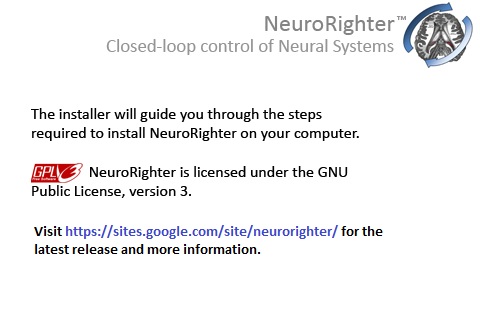 NeuroRighter™
Closed-loop control of Neural Systems
The installer will guide you through the steps
required to install NeuroRighter on your computer.
GPLv3 Free Software NeuroRighter is licensed under the GNU
Public License, version 3.
Visit https://sites.google.com/site/neurorighter/ for the
latest release and more information.